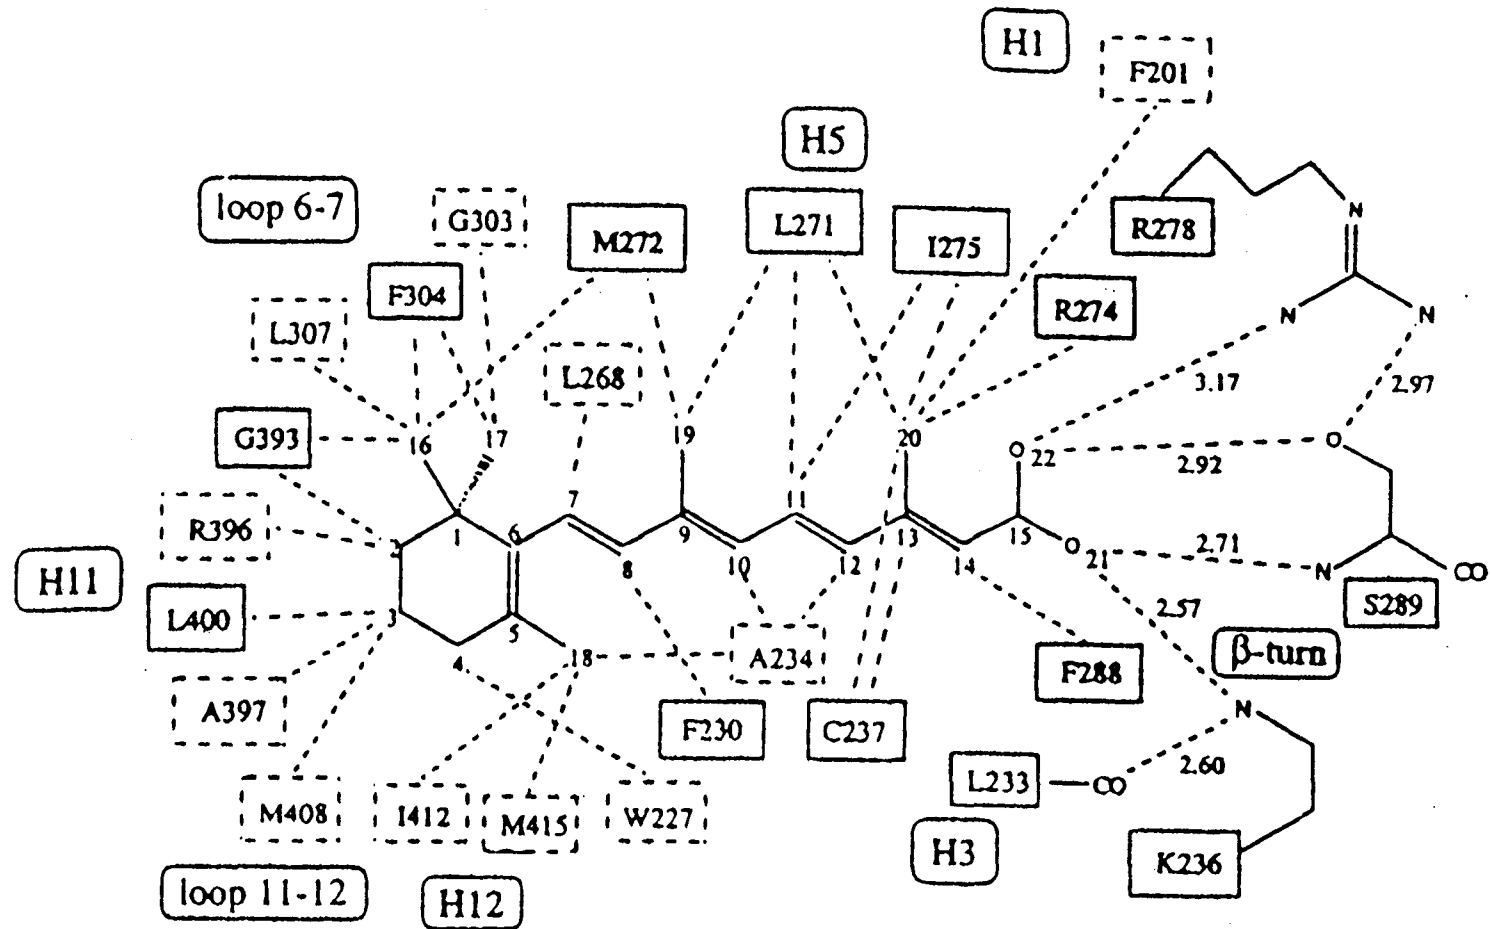 H1
F201
H5
loop 6-7
G303
M272
L271
I275
R278
N
F304
R274
L307
N
N
L268
3.17
2.97
G393
16
17
19
20
O
22
O
2.92
R396
2
1
6
7
8
9
10
11
12
13
14
15
O
21
2.71
N
CO
S289
H11
L400
3
5
2.57
4
18
A234
F288
β-turn
A397
F230
C237
N
L233
CO
2.60
M408
I412
M415
W227
H3
K236
loop 11-12
H12